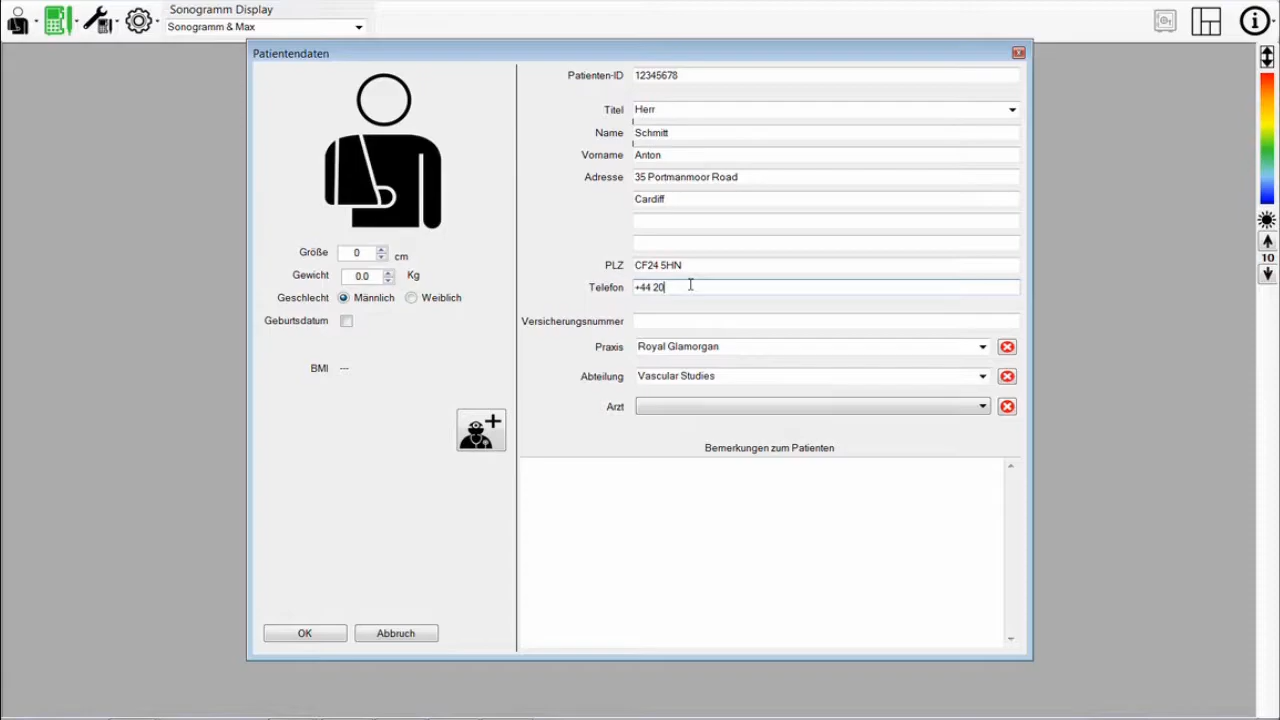 Sonogramm Display
Sonogramm & Max
Patientendaten
Patienten-ID 12345678
Titel Herr
Name Schmitt
Vorname Anton
Adresse 35 Portmanmoor Road
Cardiff
PLZ CF24 5HN
Telefon +44 20
Versicherungsnummer
Praxis Royal Glamorgan
Abteilung Vascular Studies
Arzt
Bemerkungen zum Patienten
Größe 0 cm
Gewicht 0.0 Kg
Geschlecht Männlich Weiblich
Geburtsdatum
BMI ---
OK Abbruch
10